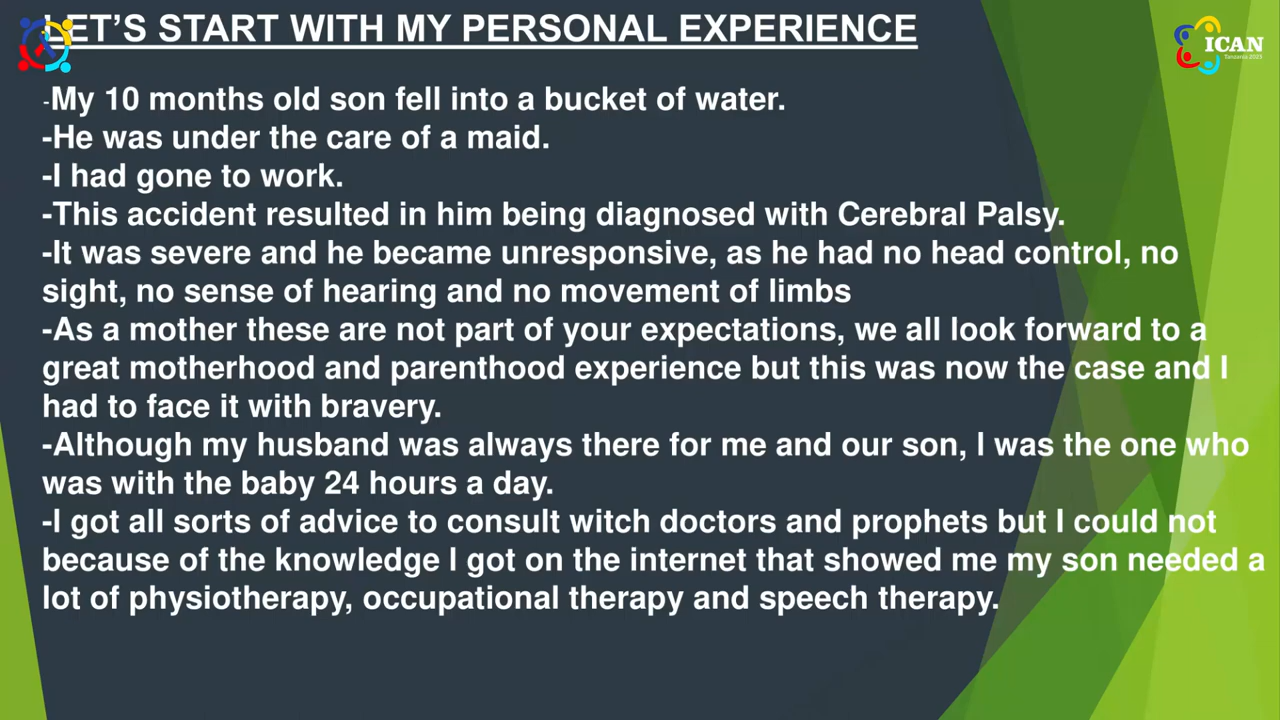 LET’S START WITH MY PERSONAL EXPERIENCE
ICAN
Tanzania 2025
-My 10 months old son fell into a bucket of water.
-He was under the care of a maid.
-I had gone to work.
-This accident resulted in him being diagnosed with Cerebral Palsy.
-It was severe and he became unresponsive, as he had no head control, no
sight, no sense of hearing and no movement of limbs
-As a mother these are not part of your expectations, we all look forward to a
great motherhood and parenthood experience but this was now the case and I
had to face it with bravery.
-Although my husband was always there for me and our son, I was the one who
was with the baby 24 hours a day.
-I got all sorts of advice to consult witch doctors and prophets but I could not
because of the knowledge I got on the internet that showed me my son needed a
lot of physiotherapy, occupational therapy and speech therapy.